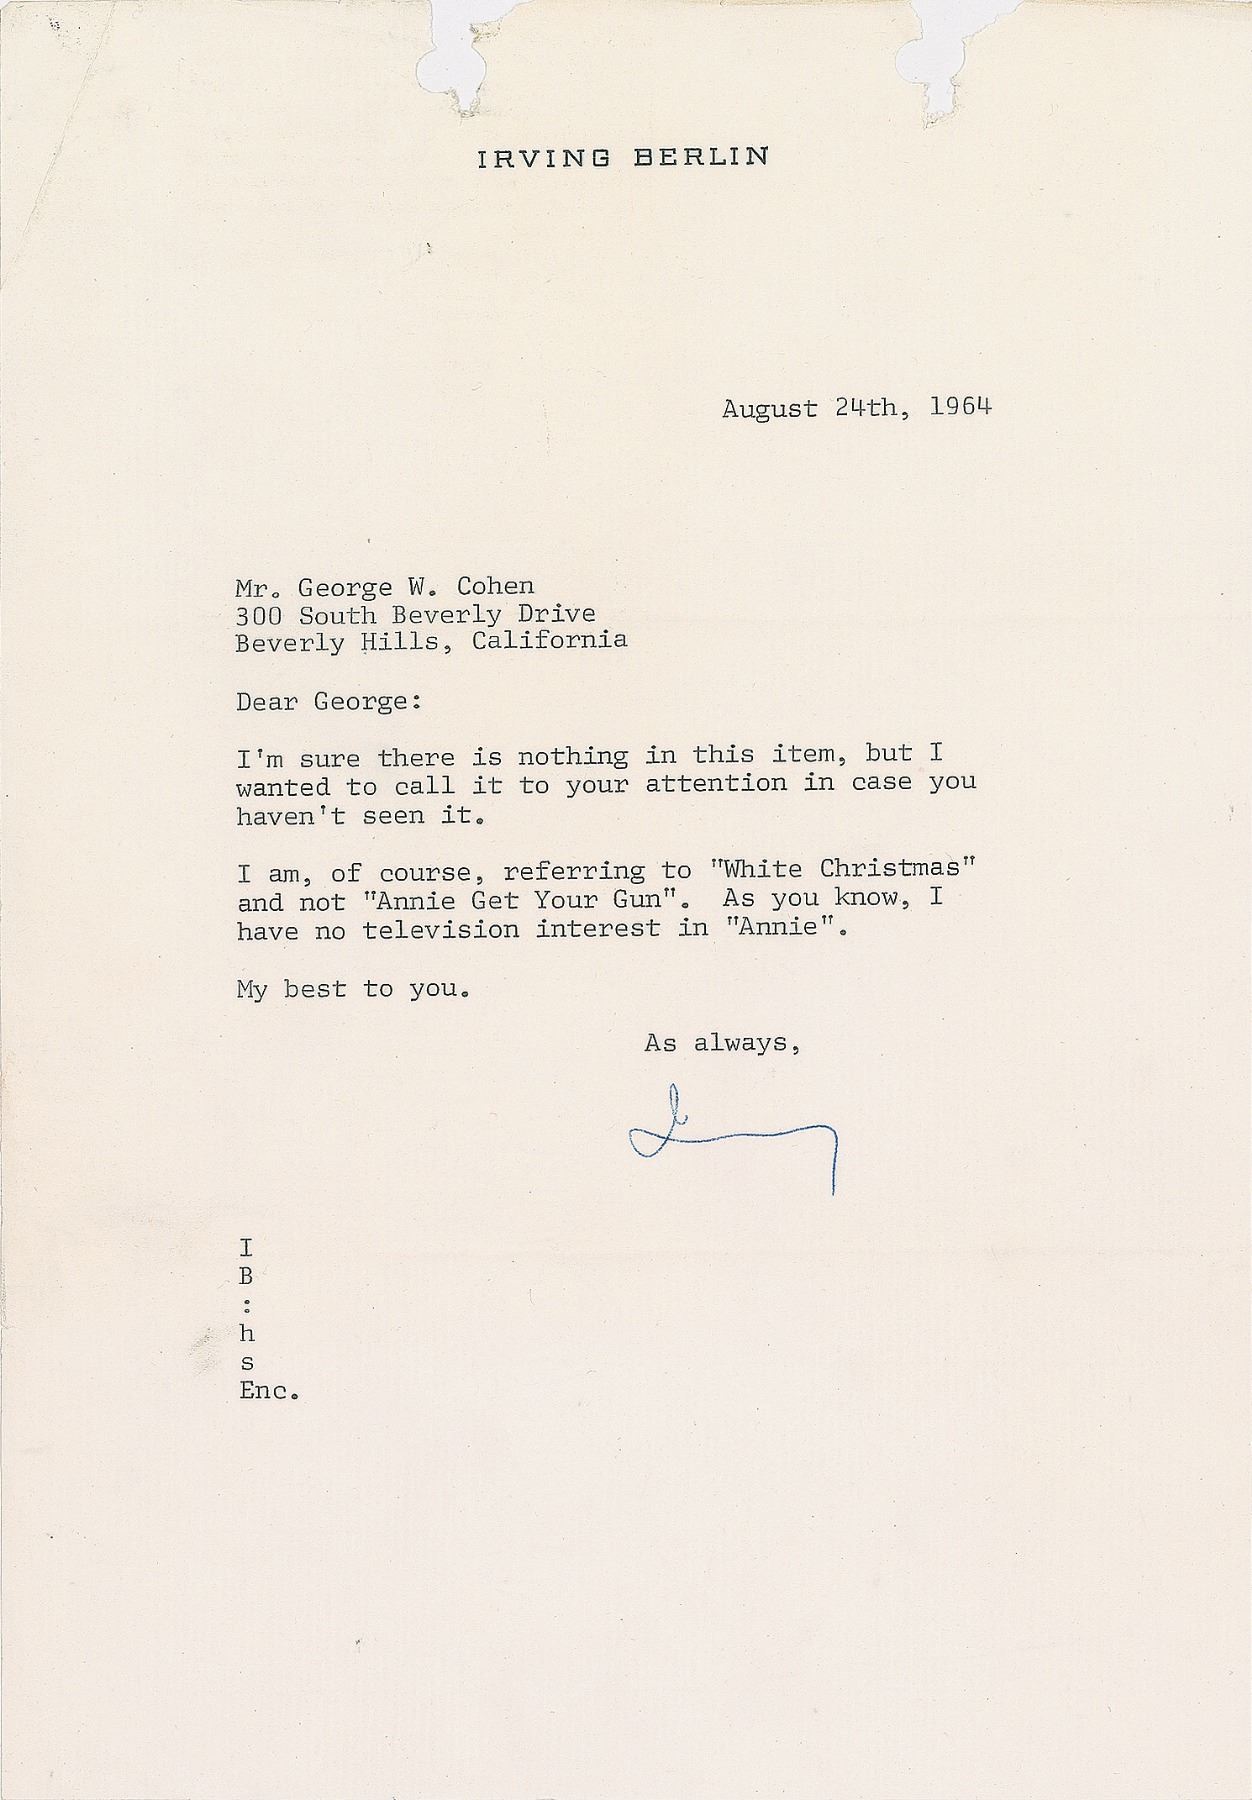 IRVING BERLIN
August 24th, 1964
Mr. George W. Cohen
300 South Beverly Drive
Beverly Hills, California
Dear George:
I'm sure there is nothing in this item, but I
wanted to call it to your attention in case you
haven't seen it.
I am, of course, referring to "White Christmas"
and not "Annie Get Your Gun".  As you know, I
have no television interest in "Annie".
My best to you.
As always,
Irving
I
B
:
h
s
Enc.